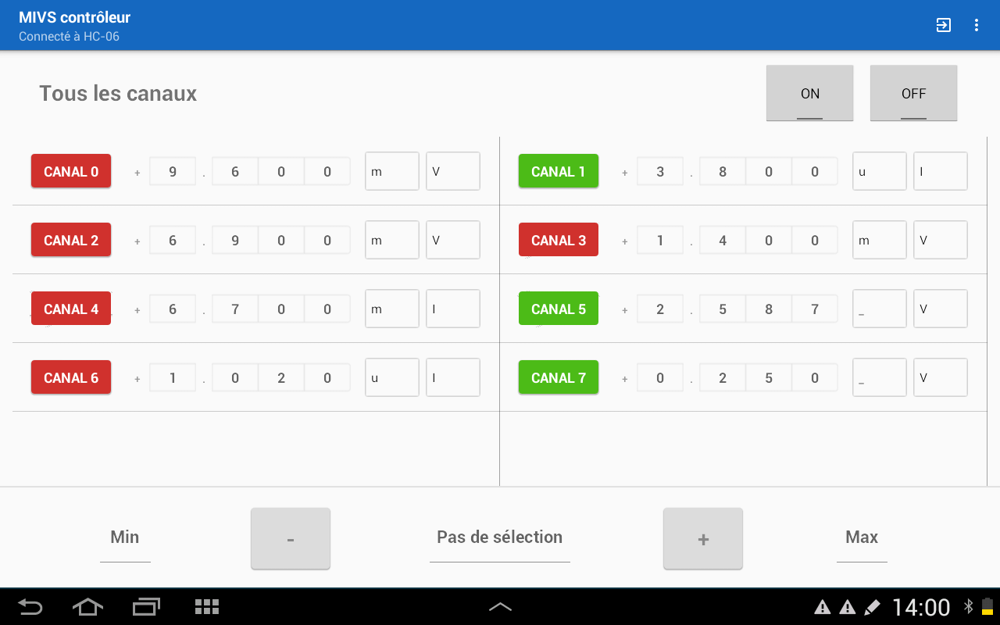 MIVS contrôleur
Connecté à HC-06
Tous les canaux
ON
OFF
CANAL 0 + 9 . 6 0 0 m V
CANAL 1 + 3 . 8 0 0 u I
CANAL 2 + 6 . 9 0 0 m V
CANAL 3 + 1 . 4 0 0 m V
CANAL 4 + 6 . 7 0 0 m I
CANAL 5 + 2 . 5 8 7 _ V
CANAL 6 + 1 . 0 2 0 u I
CANAL 7 + 0 . 2 5 0 _ V
Min
-
Pas de sélection
+
Max
14:00